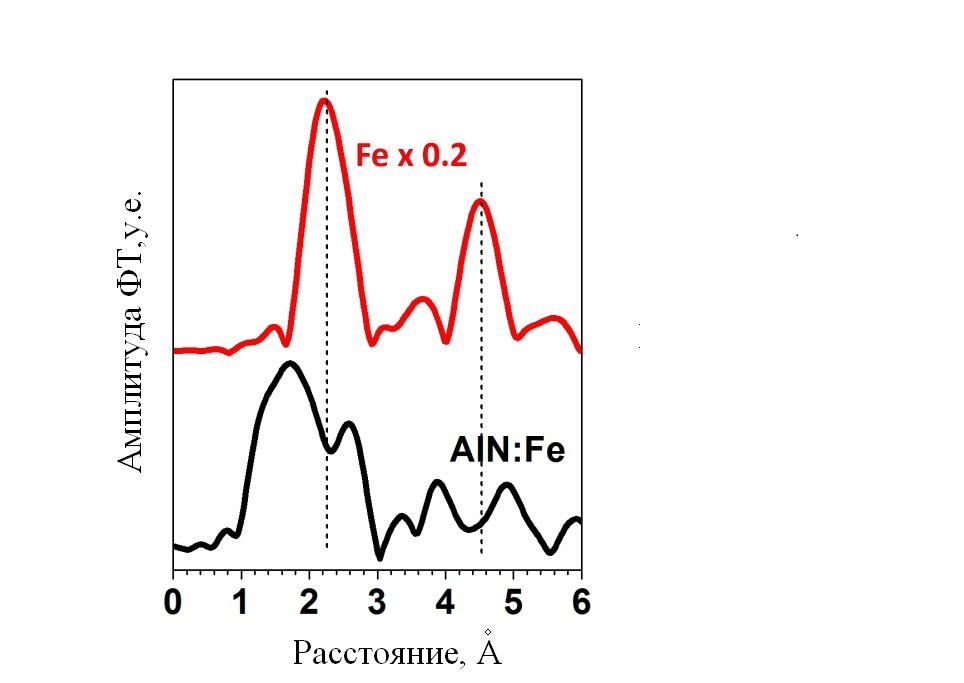 Амплитуда ФТ,у.е.
Fe x 0.2
AlN:Fe
0 1 2 3 4 5 6
Расстояние, Å